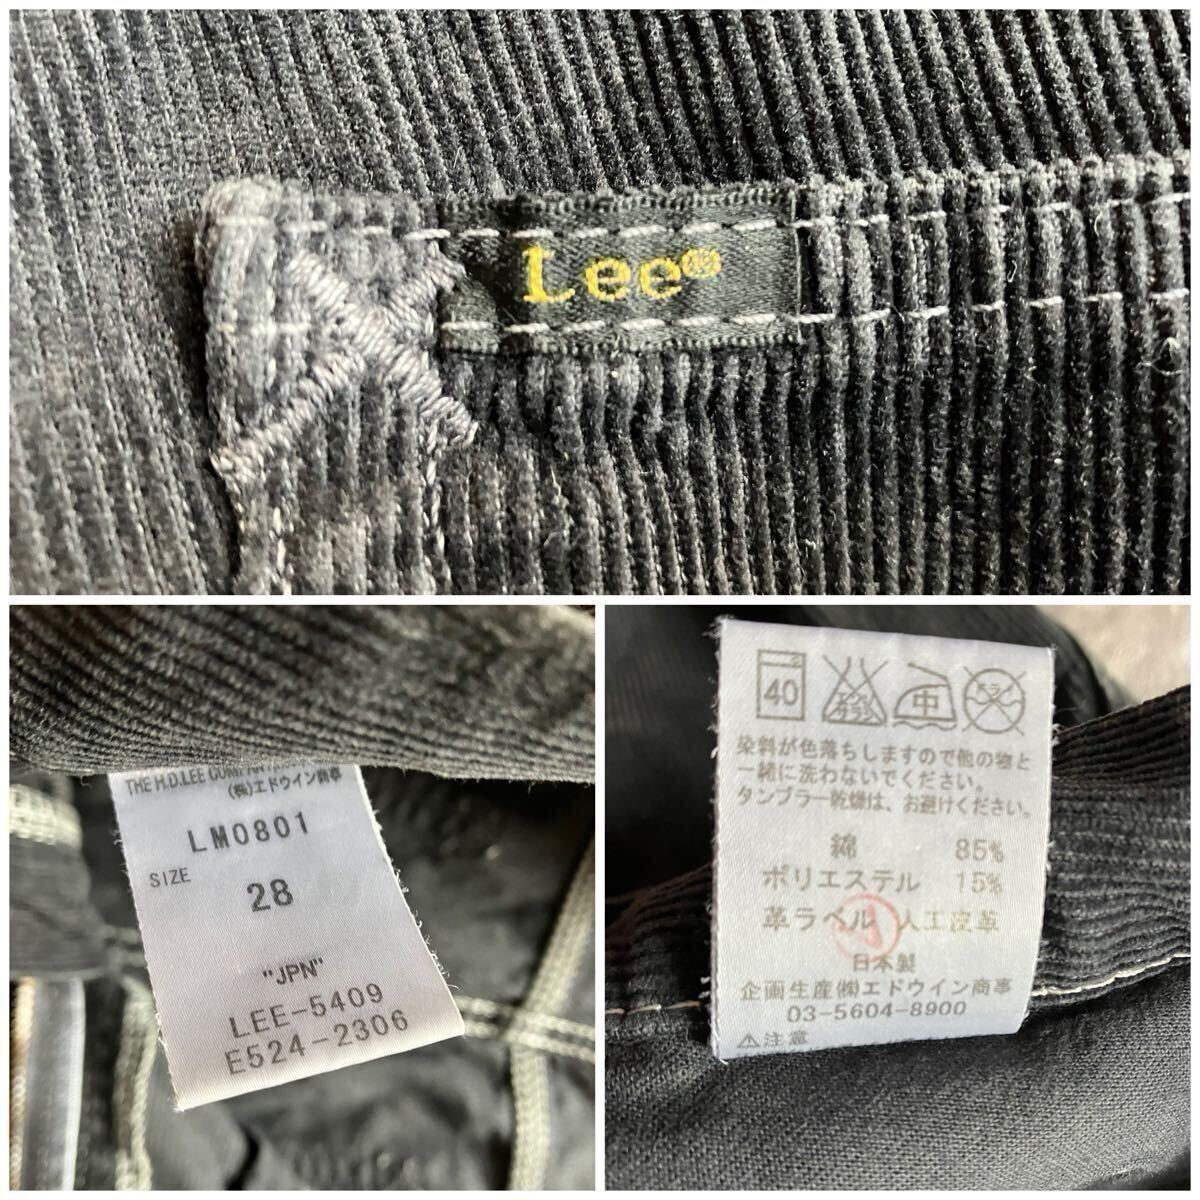 Lee®
THE H.D.LEE
(株)エドウイン商事
LM0801
SIZE
28
"JPN"
LEE-5409
E524-2306
40
中
染料が色落ちしますので他の物と
一緒に洗わないでください。
タンブラー乾燥は、お避けください。
綿 85%
ポリエステル 15%
革ラベル 人工皮革
日本製
企画生産㈱エドウイン商事
03-5604-8900
⚠注意